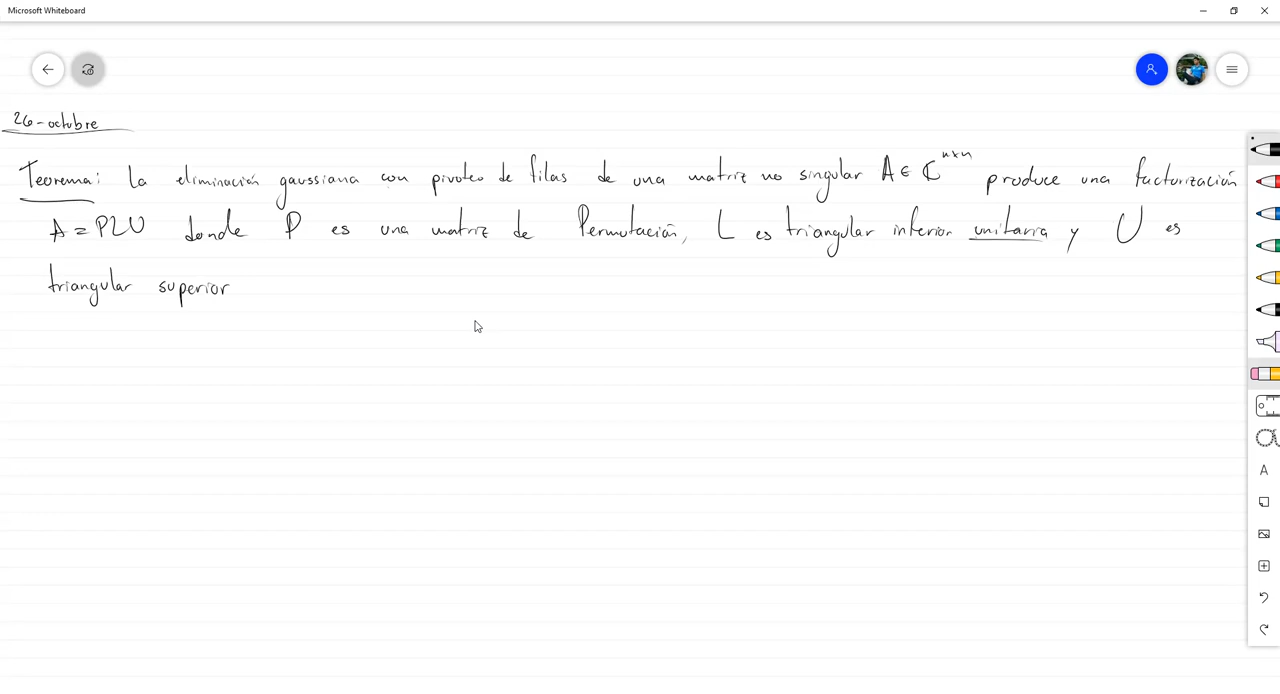 Microsoft Whiteboard
26-octubre
Teorema: la eliminación gaussiana con pivoteo de filas de una matriz no singular A ∈ ℂ^{n×n} produce una factorización
A = PLU donde P es una matriz de Permutación, L es triangular inferior unitaria y U es
triangular superior
A